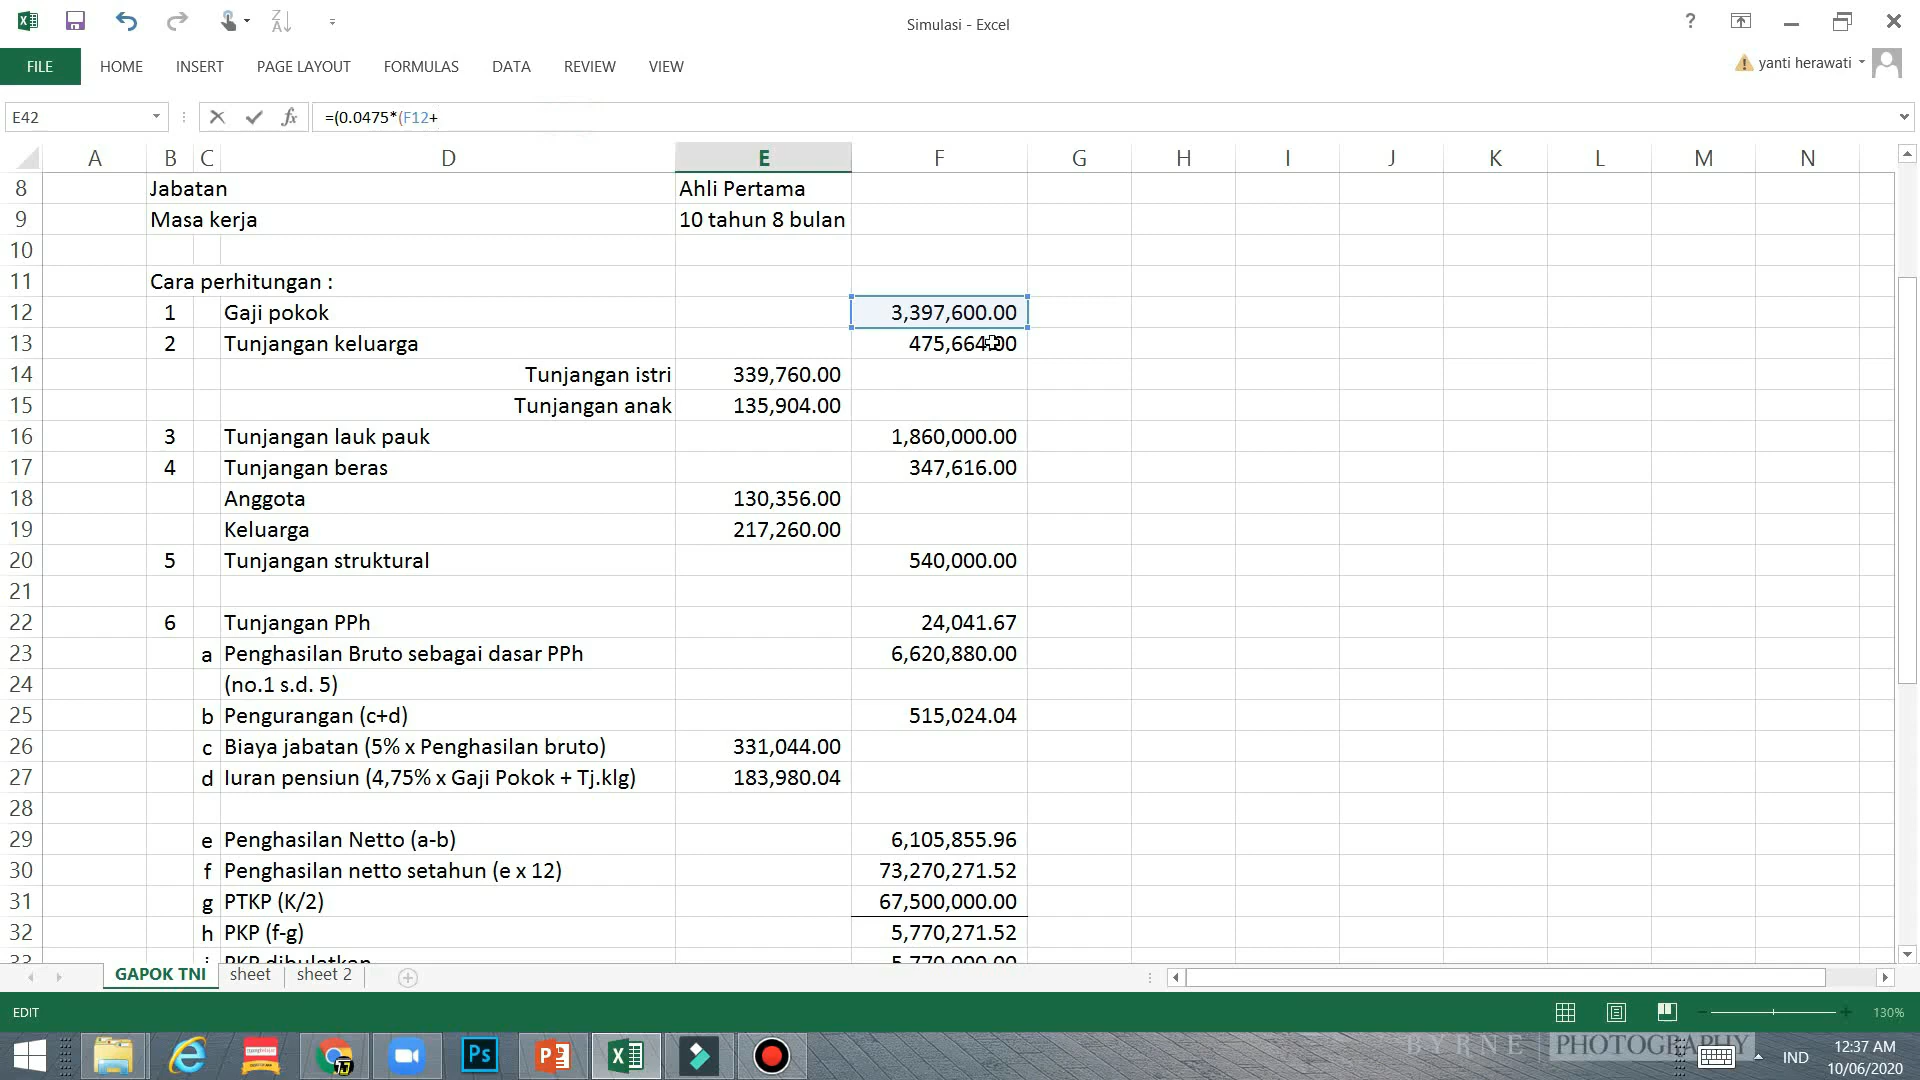 Simulasi - Excel
FILE HOME INSERT PAGE LAYOUT FORMULAS DATA REVIEW VIEW
yanti herawati
E42 =(0.0475*(F12+
A B C D E F G H I J K L M N
8 Jabatan Ahli Pertama
9 Masa kerja 10 tahun 8 bulan
10
11 Cara perhitungan :
12 1 Gaji pokok 3,397,600.00
13 2 Tunjangan keluarga 475,664.00
14 Tunjangan istri 339,760.00
15 Tunjangan anak 135,904.00
16 3 Tunjangan lauk pauk 1,860,000.00
17 4 Tunjangan beras 347,616.00
18 Anggota 130,356.00
19 Keluarga 217,260.00
20 5 Tunjangan struktural 540,000.00
21
22 6 Tunjangan PPh 24,041.67
23 a Penghasilan Bruto sebagai dasar PPh 6,620,880.00
24 (no.1 s.d. 5)
25 b Pengurangan (c+d) 515,024.04
26 c Biaya jabatan (5% x Penghasilan bruto) 331,044.00
27 d Iuran pensiun (4,75% x Gaji Pokok + Tj.klg) 183,980.04
28
29 e Penghasilan Netto (a-b) 6,105,855.96
30 f Penghasilan netto setahun (e x 12) 73,270,271.52
31 g PTKP (K/2) 67,500,000.00
32 h PKP (f-g) 5,770,271.52
33 i PKP dibulatkan 5,770,000.00
GAPOK TNI sheet sheet 2
EDIT 130%
BYRNE PHOTOGRAPHY
IND
12:37 AM
10/06/2020